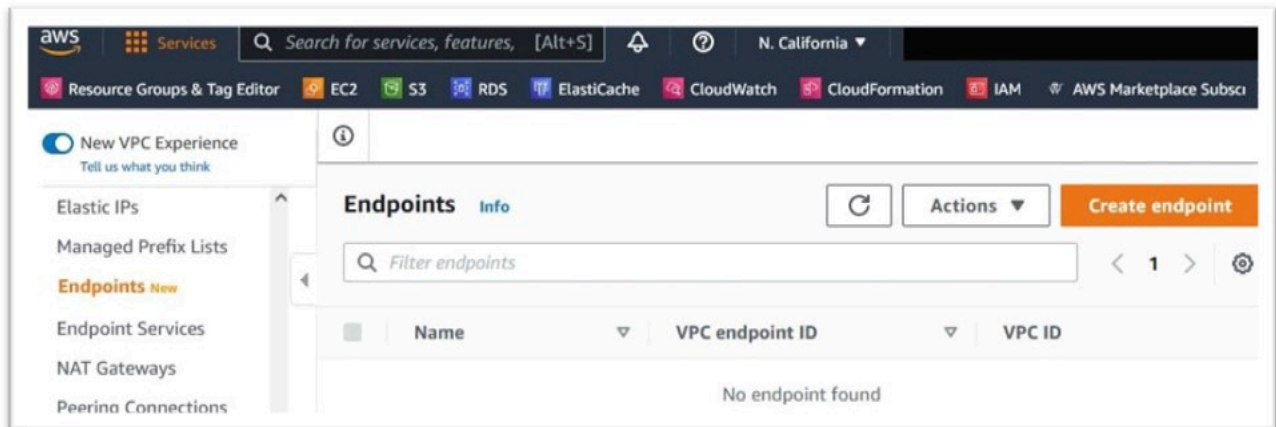 aws Services Search for services, features, [Alt+S] N. California ▼
Resource Groups & Tag Editor EC2 S3 RDS ElastiCache CloudWatch CloudFormation IAM AWS Marketplace Subsci
New VPC Experience
Tell us what you think
Elastic IPs
Managed Prefix Lists
Endpoints New
Endpoint Services
NAT Gateways
Peering Connections
Endpoints Info Actions ▼ Create endpoint
Filter endpoints < 1 >
Name VPC endpoint ID VPC ID
No endpoint found